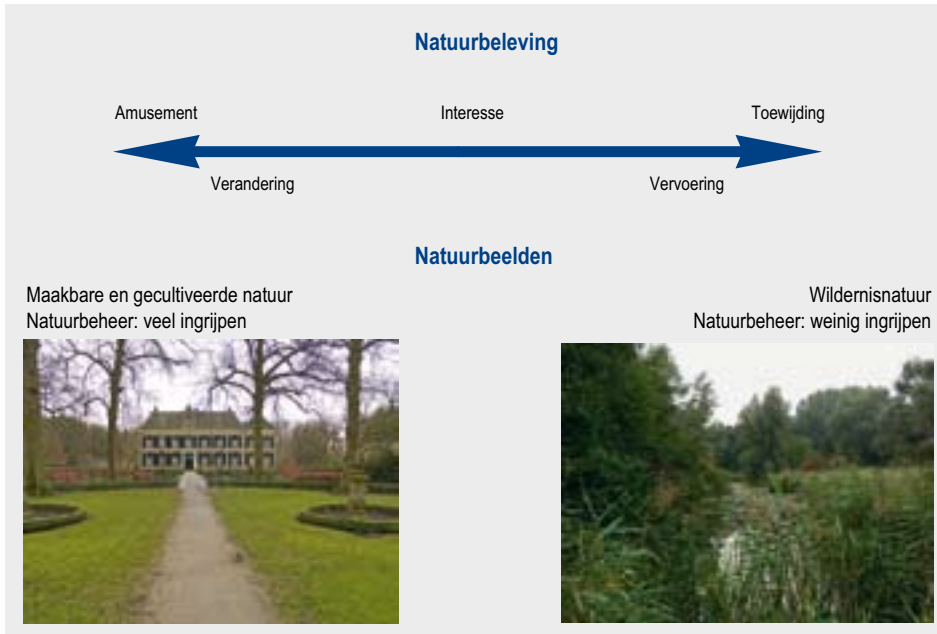 Natuurbeleving
Amusement
Interesse
Toewijding
Verandering
Vervoering
Natuurbeelden
Maakbare en gecultiveerde natuur
Natuurbeheer: veel ingrijpen
Wildernisnatuur
Natuurbeheer: weinig ingrijpen